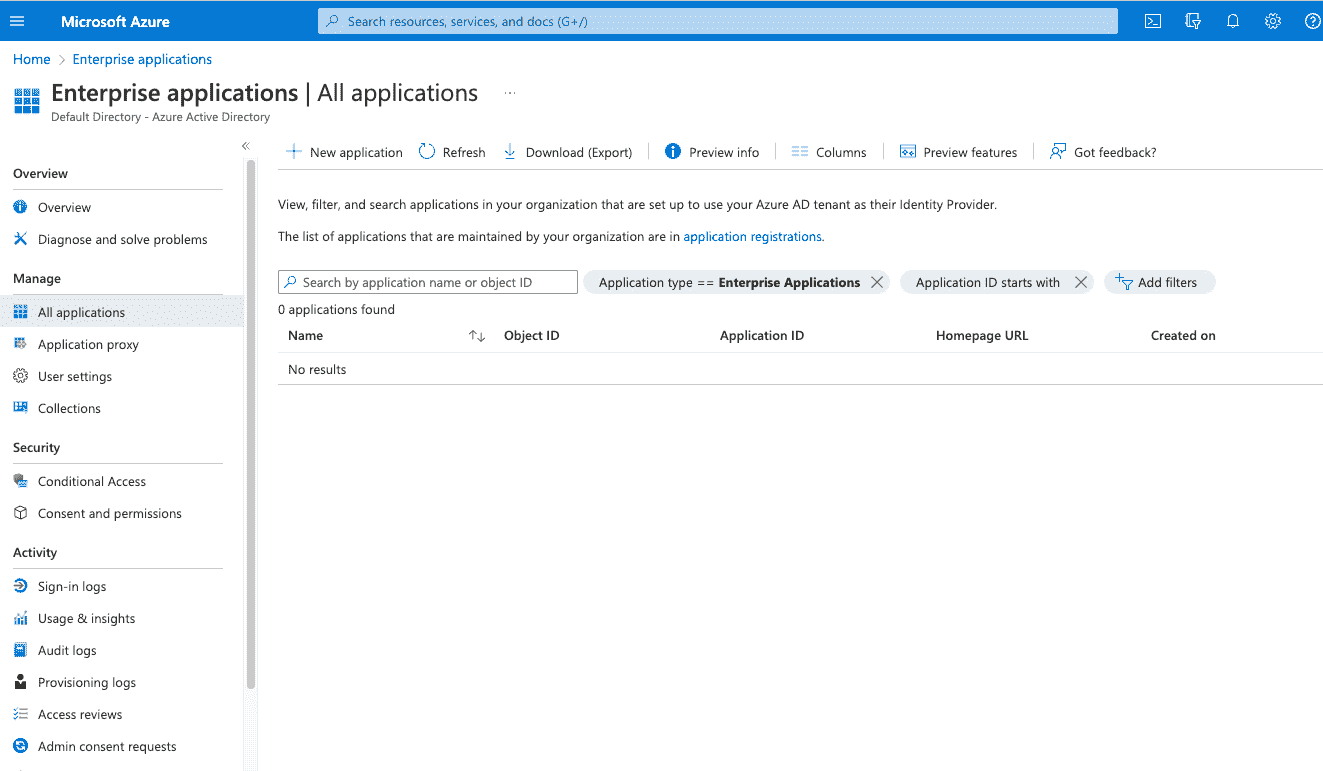 Microsoft Azure
Search resources, services, and docs (G+/)
Home > Enterprise applications
Enterprise applications | All applications ...
Default Directory - Azure Active Directory
«
Overview
Overview
Diagnose and solve problems
Manage
All applications
Application proxy
User settings
Collections
Security
Conditional Access
Consent and permissions
Activity
Sign-in logs
Usage & insights
Audit logs
Provisioning logs
Access reviews
Admin consent requests
New application Refresh Download (Export) Preview info Columns Preview features Got feedback?
View, filter, and search applications in your organization that are set up to use your Azure AD tenant as their Identity Provider.
The list of applications that are maintained by your organization are in application registrations.
Search by application name or object ID Application type == Enterprise Applications Application ID starts with Add filters
0 applications found
Name Object ID Application ID Homepage URL Created on
No results